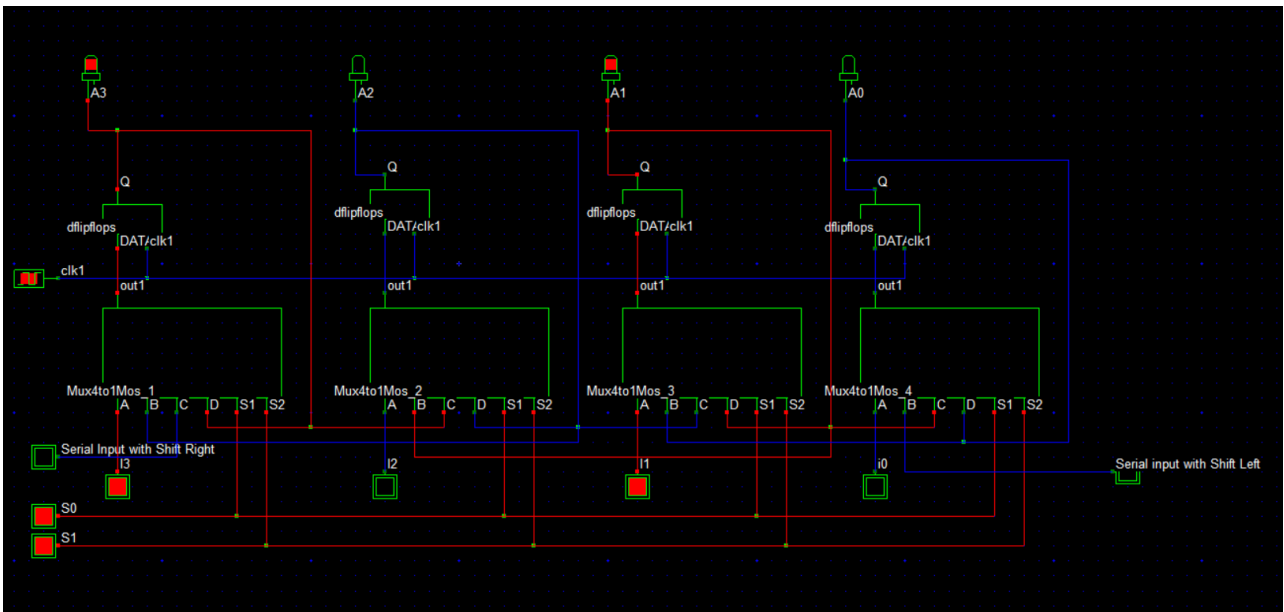 A3 A2 A1 A0
Q Q Q Q
dflipflops dflipflops dflipflops dflipflops
DAT/clk1 DAT/clk1 DAT/clk1 DAT/clk1
clk1
out1 out1 out1 out1
Mux4to1Mos_1 Mux4to1Mos_2 Mux4to1Mos_3 Mux4to1Mos_4
A B C D S1 S2 A B C D S1 S2 A B C D S1 S2 A B C D S1 S2
Serial Input with Shift Right
I3 I2 I1 i0 Serial input with Shift Left
S0
S1